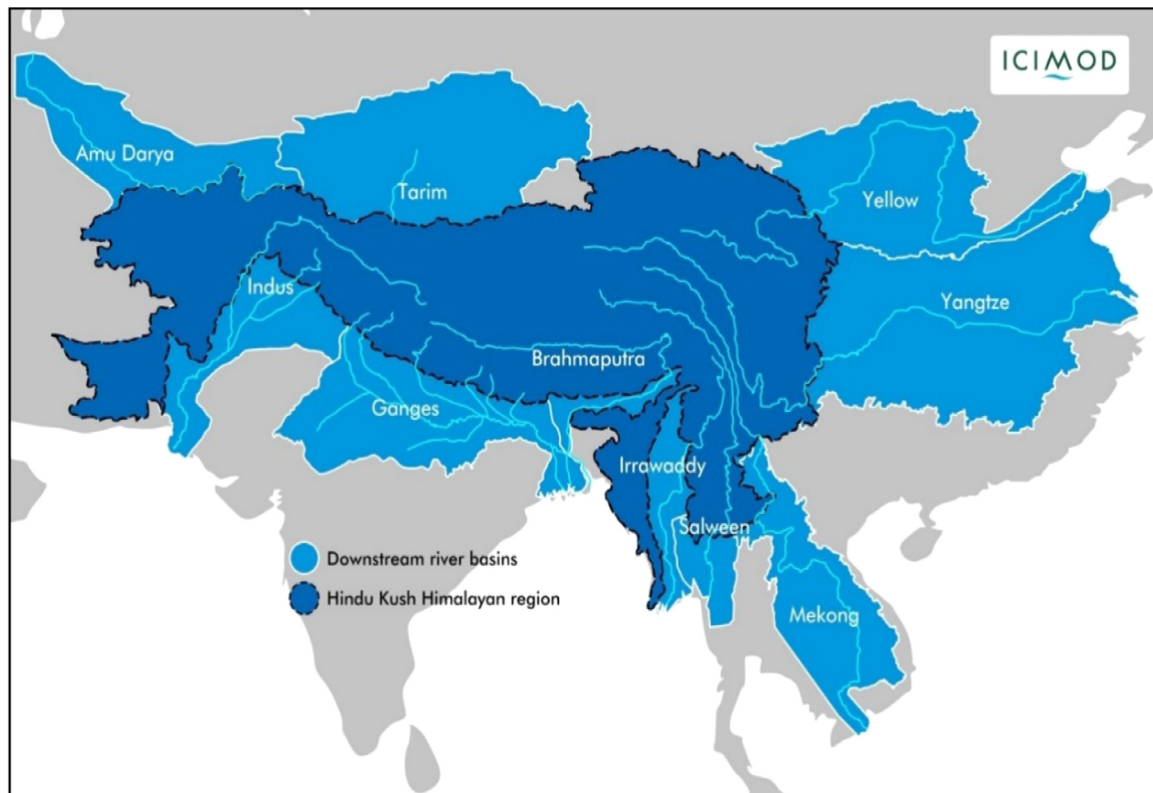 ICIMOD
Amu Darya
Tarim
Yellow
Indus
Yangtze
Brahmaputra
Ganges
Irrawaddy
Salween
Downstream river basins
Hindu Kush Himalayan region
Mekong